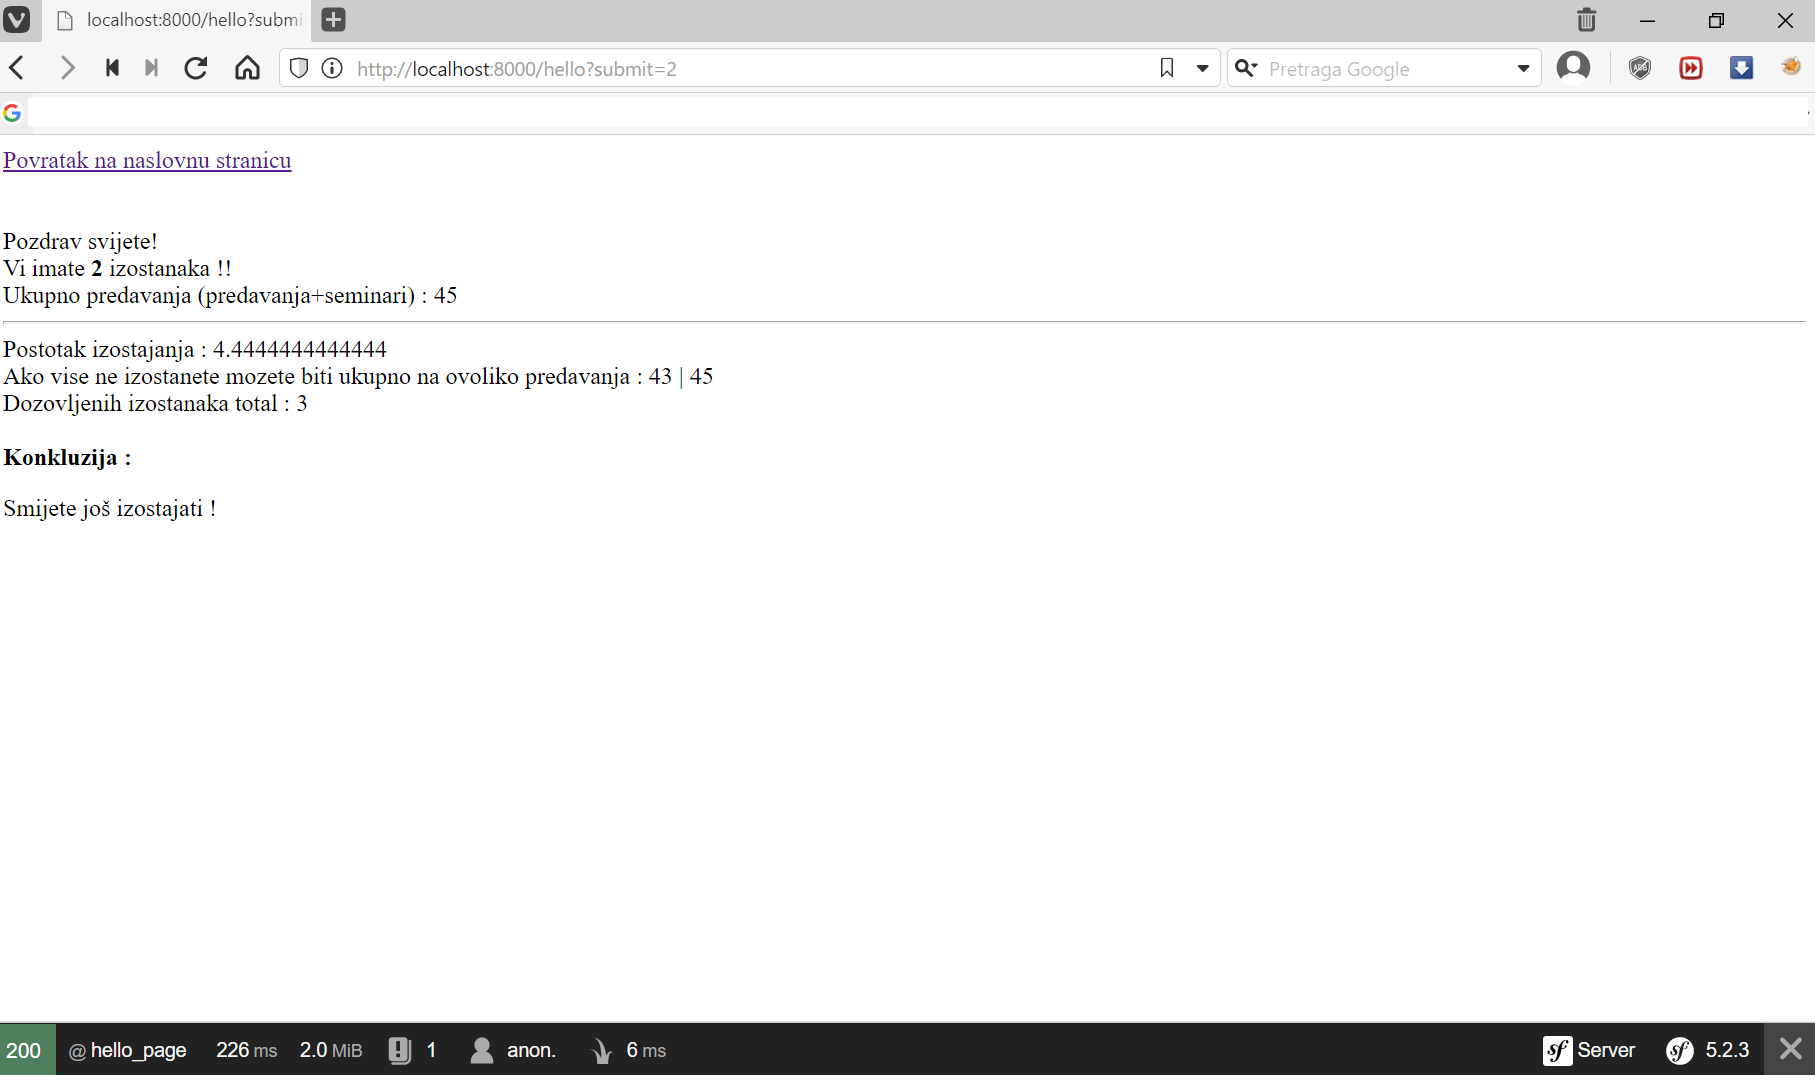 localhost:8000/hello?submi
http://localhost:8000/hello?submit=2
Pretraga Google
Povratak na naslovnu stranicu
Pozdrav svijete!
Vi imate 2 izostanaka !!
Ukupno predavanja (predavanja+seminari) : 45
Postotak izostajanja : 4.4444444444444
Ako vise ne izostanete mozete biti ukupno na ovoliko predavanja : 43 | 45
Dozovljenih izostanaka total : 3
Konkluzija :
Smijete još izostajati !
200 @ hello_page 226 ms 2.0 MiB 1 anon. 6 ms sf Server sf 5.2.3